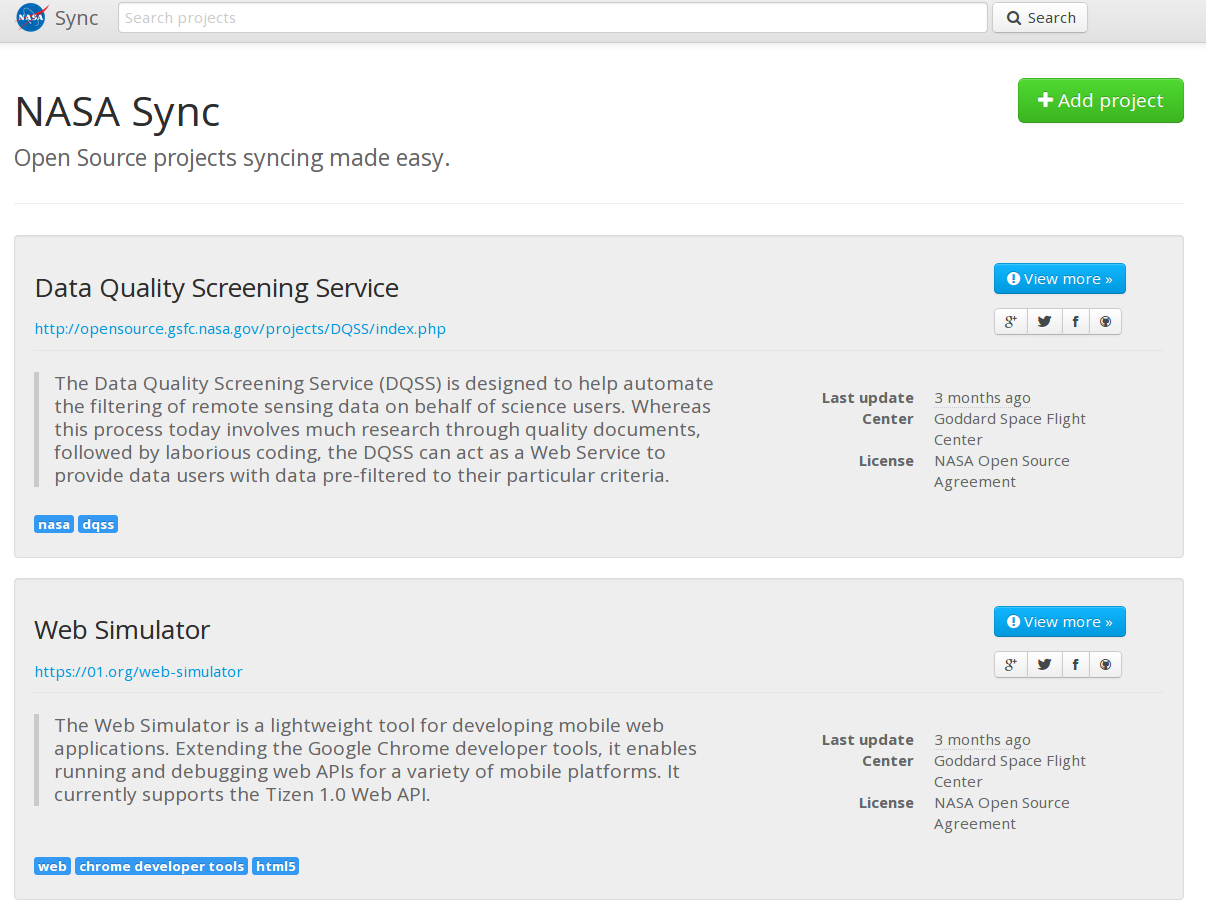 NASA Sync Search projects Search
NASA Sync
Add project
Open Source projects syncing made easy.
Data Quality Screening Service
View more »
http://opensource.gsfc.nasa.gov/projects/DQSS/index.php
g+ f
The Data Quality Screening Service (DQSS) is designed to help automate
the filtering of remote sensing data on behalf of science users. Whereas
this process today involves much research through quality documents,
followed by laborious coding, the DQSS can act as a Web Service to
provide data users with data pre-filtered to their particular criteria.
Last update 3 months ago
Center Goddard Space Flight
Center
License NASA Open Source
Agreement
nasa dqss
Web Simulator
View more »
https://01.org/web-simulator
g+ f
The Web Simulator is a lightweight tool for developing mobile web
applications. Extending the Google Chrome developer tools, it enables
running and debugging web APIs for a variety of mobile platforms. It
currently supports the Tizen 1.0 Web API.
Last update 3 months ago
Center Goddard Space Flight
Center
License NASA Open Source
Agreement
web chrome developer tools html5